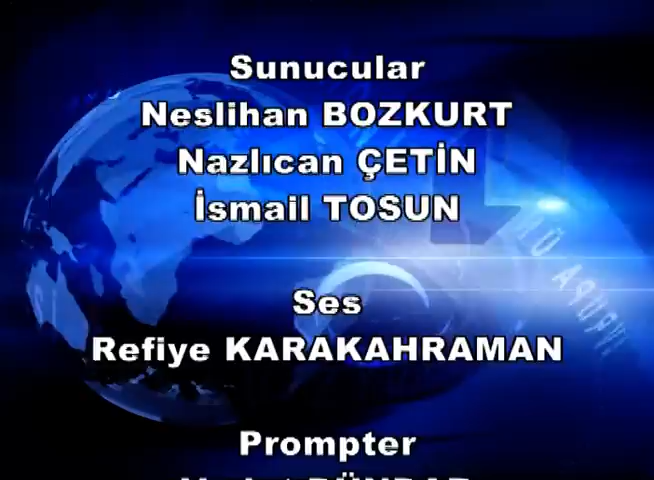 Sunucular
Neslihan BOZKURT
Nazlıcan ÇETİN
İsmail TOSUN
Ses
Refiye KARAKAHRAMAN
Prompter